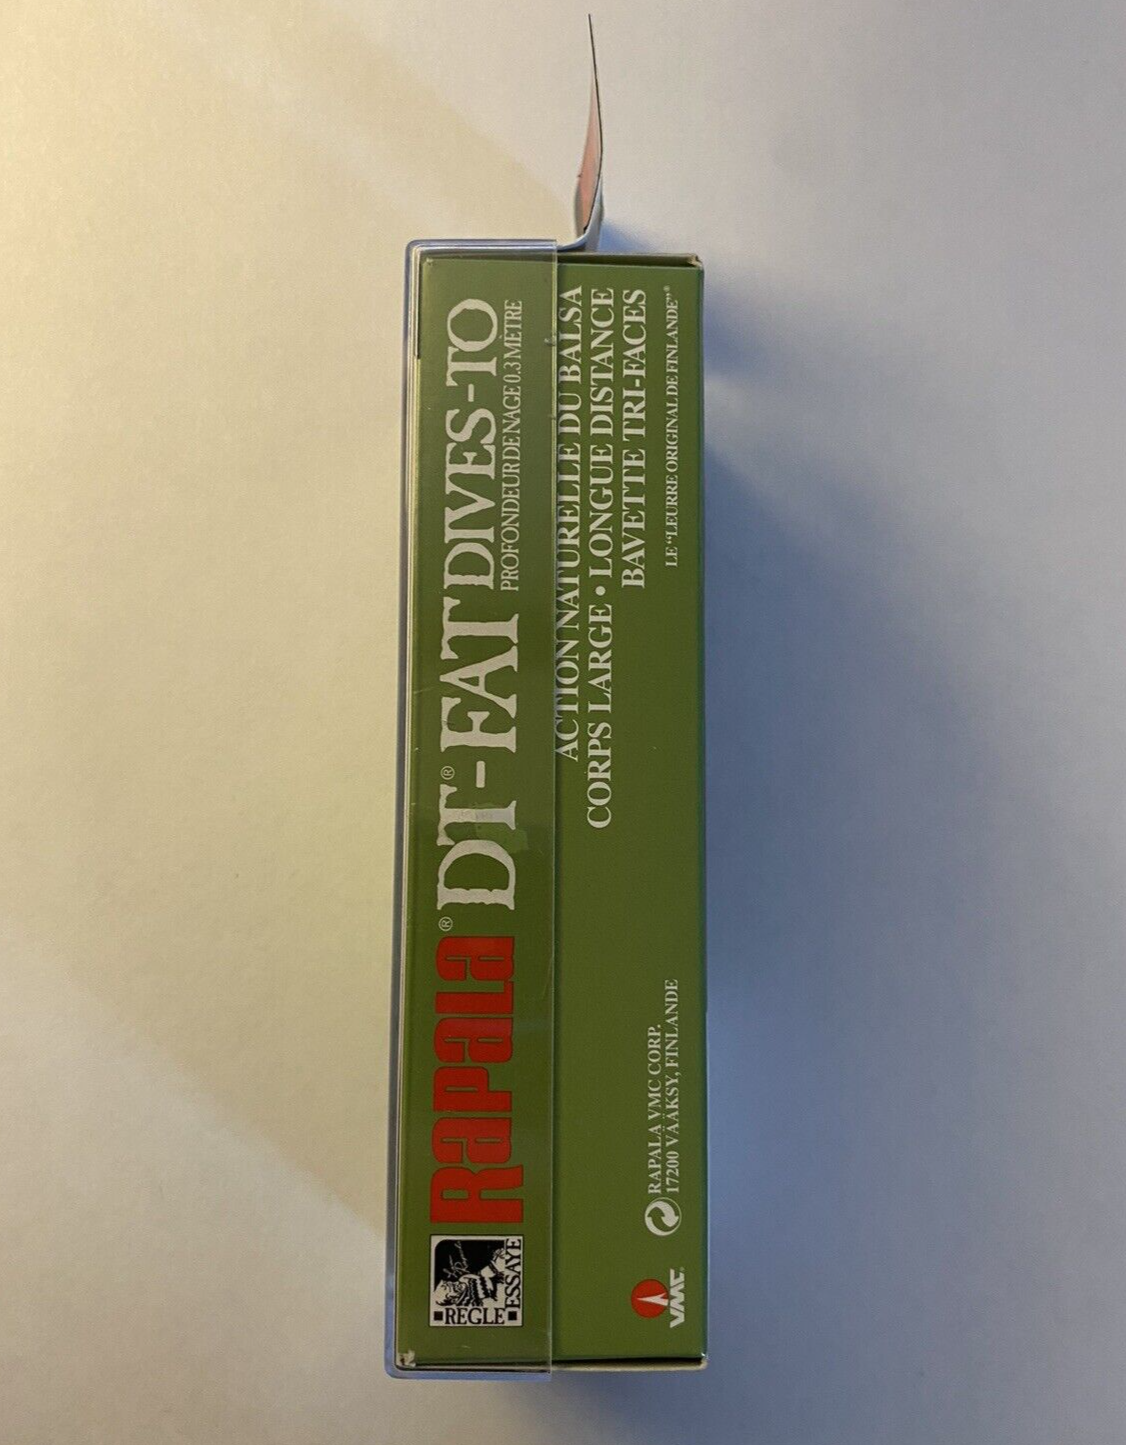 REGLE
ESSAYE
RAPALA® DT®-FAT DIVES-TO
PROFONDEUR DE NAGE 0.3 MÈTRE
ACTION NATURELLE DU BALSA
CORPS LARGE • LONGUE DISTANCE
BAVETTE TRI-FACES
LE “LEURRE ORIGINAL DE FINLANDE”®
VMC
RAPALA VMC CORP.
17200 VÄÄKSY, FINLANDE